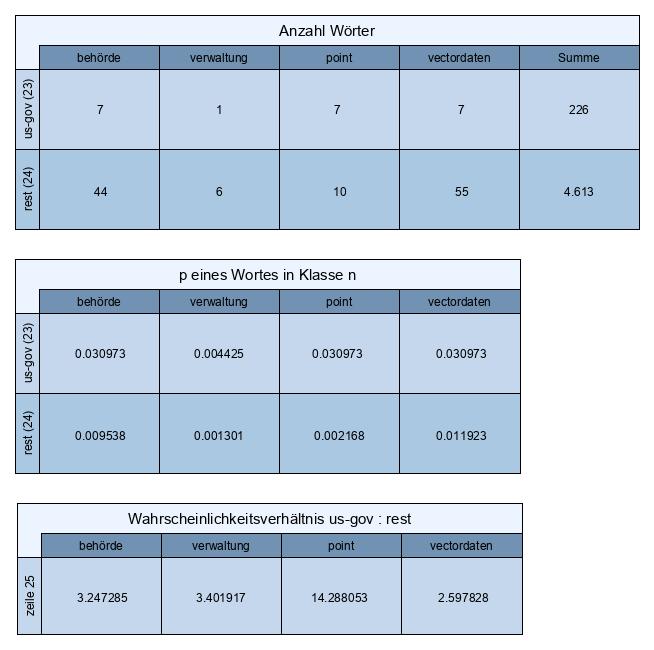 Anzahl Wörter
behörde verwaltung point vectordaten Summe
us-gov (23) 7 1 7 7 226
rest (24) 44 6 10 55 4.613
p eines Wortes in Klasse n
behörde verwaltung point vectordaten
us-gov (23) 0.030973 0.004425 0.030973 0.030973
rest (24) 0.009538 0.001301 0.002168 0.011923
Wahrscheinlichkeitsverhältnis us-gov : rest
behörde verwaltung point vectordaten
zeile 25 3.247285 3.401917 14.288053 2.597828